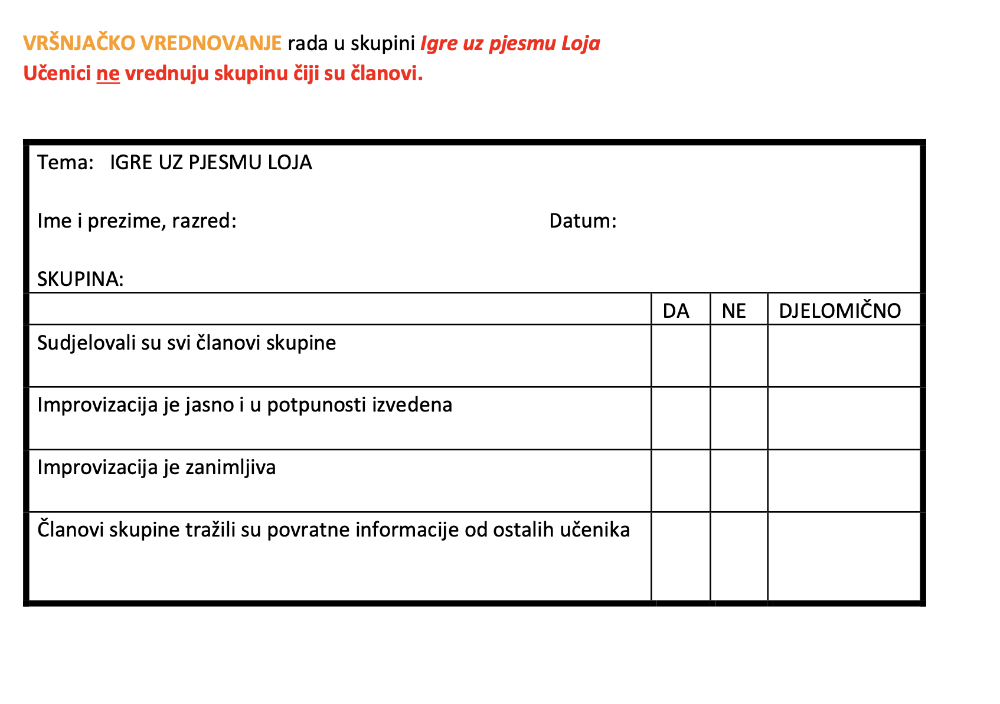 VRŠNJAČKO VREDNOVANJE rada u skupini Igre uz pjesmu Loja
Učenici ne vrednuju skupinu čiji su članovi.
Tema: IGRE UZ PJESMU LOJA
Ime i prezime, razred: Datum:
SKUPINA:
DA NE DJELOMIČNO
Sudjelovali su svi članovi skupine
Improvizacija je jasno i u potpunosti izvedena
Improvizacija je zanimljiva
Članovi skupine tražili su povratne informacije od ostalih učenika